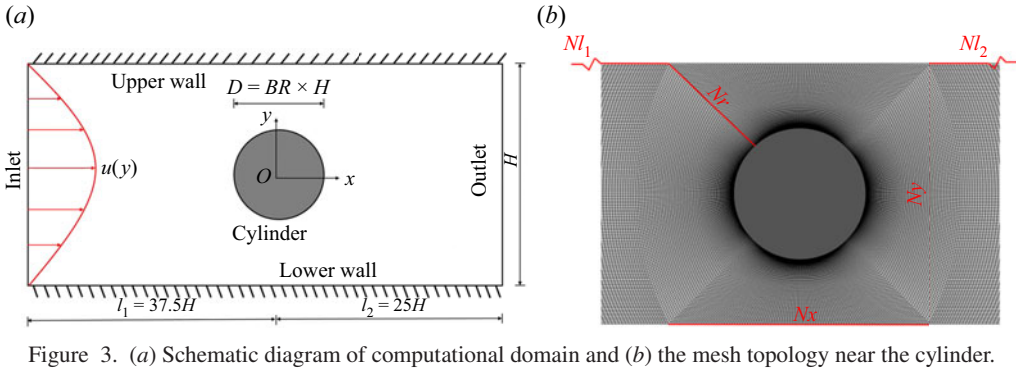 (a)
Upper wall
D = BR × H
y
Inlet
u(y)
O
x
Outlet
H
Cylinder
Lower wall
l₁ = 37.5H
l₂ = 25H
(b)
Nl₁
Nl₂
Nr
Ny
Nx
Figure 3. (a) Schematic diagram of computational domain and (b) the mesh topology near the cylinder.